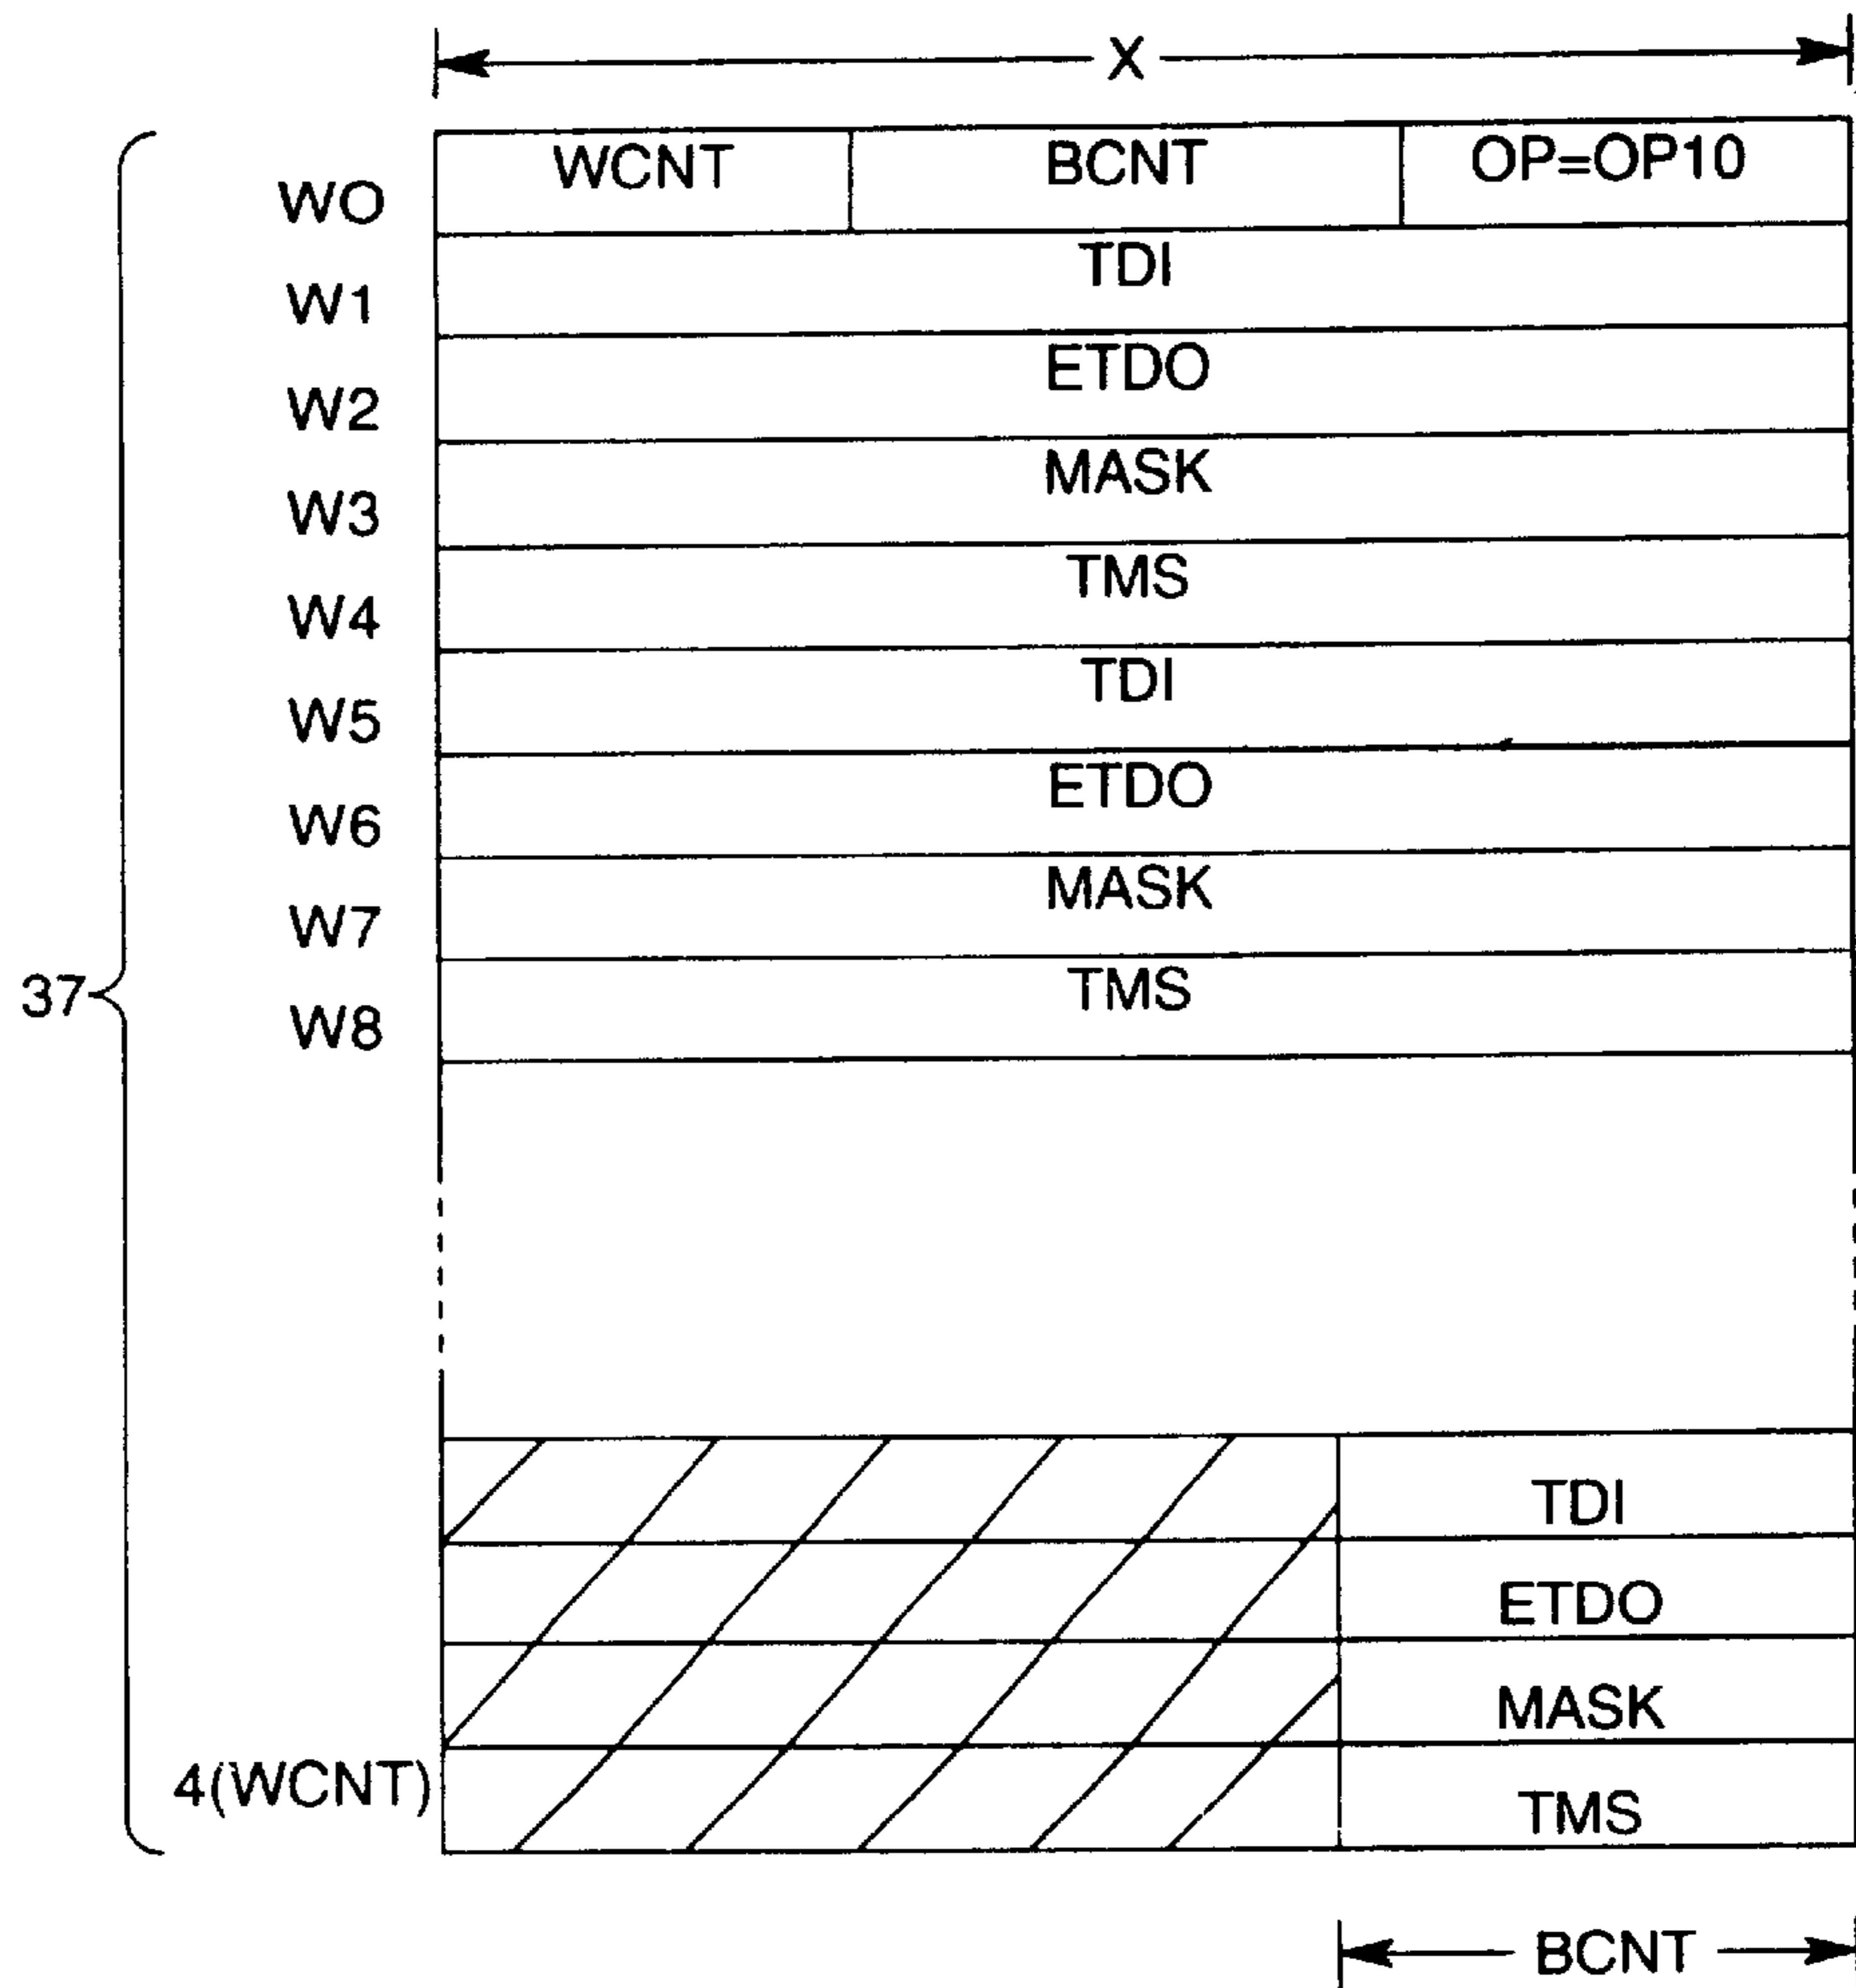 X
WCNT BCNT OP=OP10
W0
TDI
W1
ETDO
W2
MASK
W3
TMS
W4
TDI
W5
ETDO
W6
MASK
W7
TMS
37
W8
TDI
ETDO
MASK
4(WCNT)
TMS
BCNT